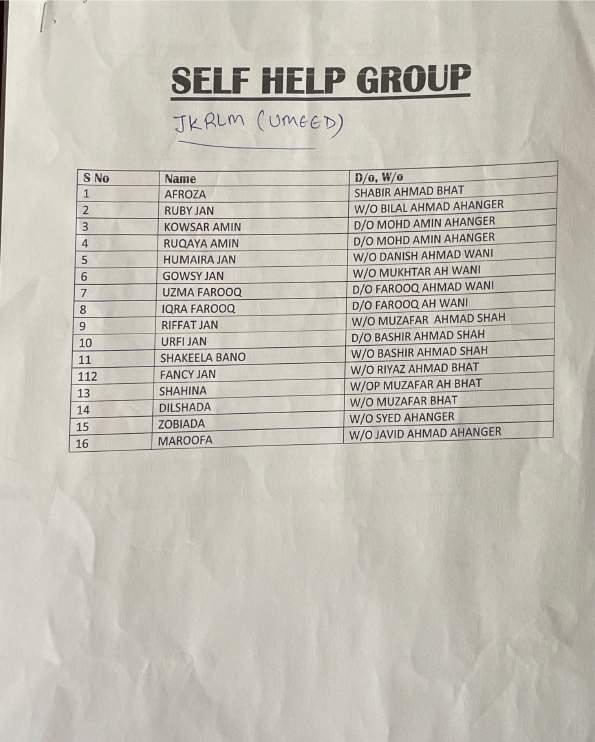 SELF HELP GROUP
JKRLM (UMEED)
S No Name D/o, W/o
1 AFROZA SHABIR AHMAD BHAT
2 RUBY JAN W/O BILAL AHMAD AHANGER
3 KOWSAR AMIN D/O MOHD AMIN AHANGER
4 RUQAYA AMIN D/O MOHD AMIN AHANGER
5 HUMAIRA JAN W/O DANISH AHMAD WANI
6 GOWSY JAN W/O MUKHTAR AH WANI
7 UZMA FAROOQ D/O FAROOQ AHMAD WANI
8 IQRA FAROOQ D/O FAROOQ AH WANI
9 RIFFAT JAN W/O MUZAFAR AHMAD SHAH
10 URFI JAN D/O BASHIR AHMAD SHAH
11 SHAKEELA BANO W/O BASHIR AHMAD SHAH
112 FANCY JAN W/O RIYAZ AHMAD BHAT
13 SHAHINA W/OP MUZAFAR AH BHAT
14 DILSHADA W/O MUZAFAR BHAT
15 ZOBIADA W/O SYED AHANGER
16 MAROOFA W/O JAVID AHMAD AHANGER